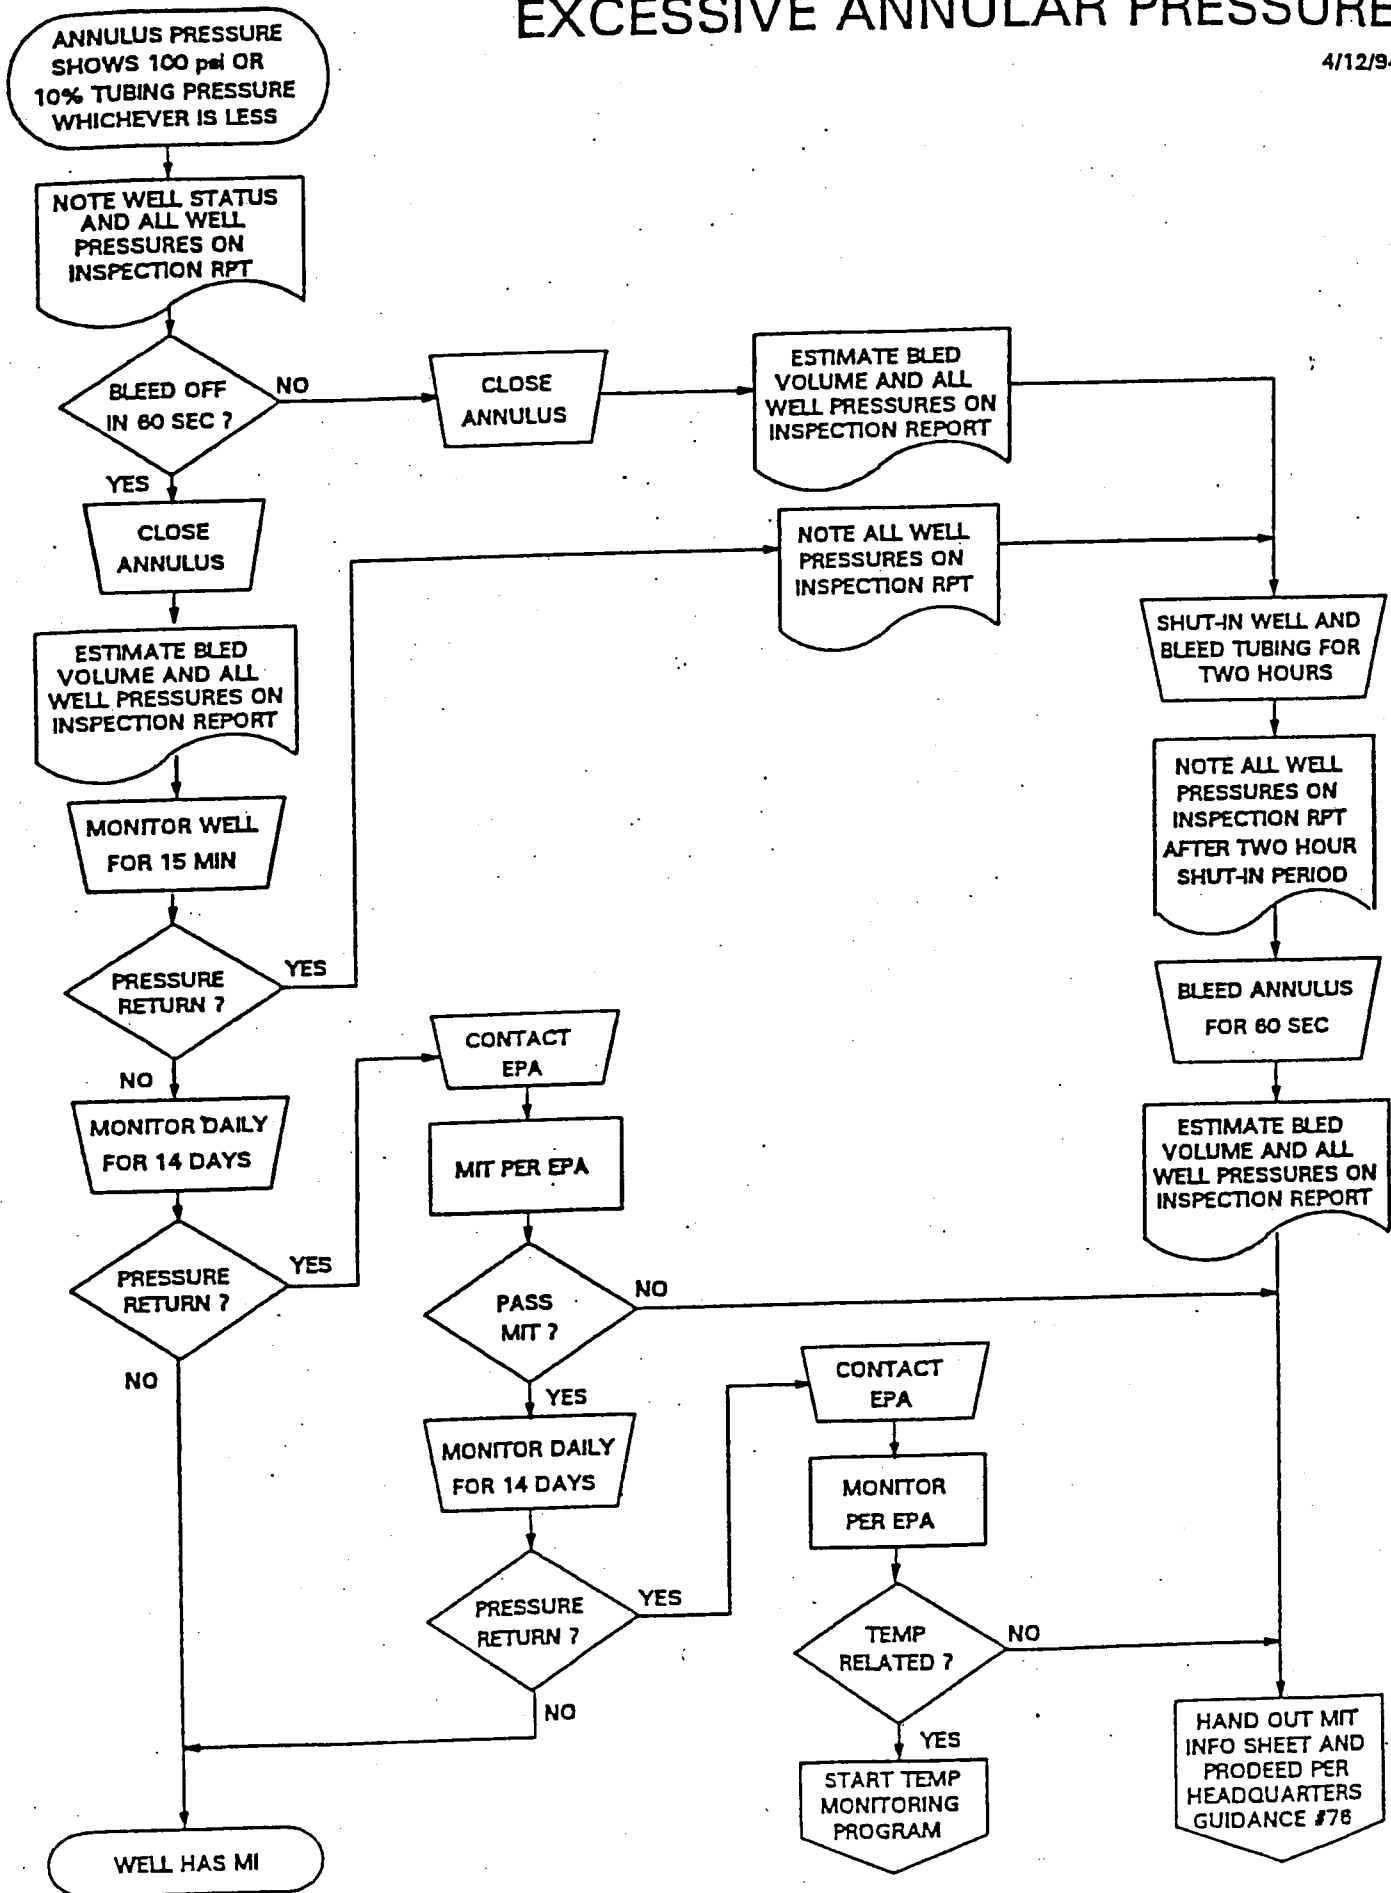 EXCESSIVE ANNULAR PRESSURE
4/12/94
ANNULUS PRESSURE
SHOWS 100 psi OR
10% TUBING PRESSURE
WHICHEVER IS LESS
NOTE WELL STATUS
AND ALL WELL
PRESSURES ON
INSPECTION RPT
BLEED OFF
IN 60 SEC ?
NO
CLOSE
ANNULUS
ESTIMATE BLED
VOLUME AND ALL
WELL PRESSURES ON
INSPECTION REPORT
YES
CLOSE
ANNULUS
NOTE ALL WELL
PRESSURES ON
INSPECTION RPT
SHUT-IN WELL AND
BLEED TUBING FOR
TWO HOURS
ESTIMATE BLED
VOLUME AND ALL
WELL PRESSURES ON
INSPECTION REPORT
NOTE ALL WELL
PRESSURES ON
INSPECTION RPT
AFTER TWO HOUR
SHUT-IN PERIOD
MONITOR WELL
FOR 15 MIN
PRESSURE
RETURN ?
YES
BLEED ANNULUS
FOR 60 SEC
NO
CONTACT
EPA
MONITOR DAILY
FOR 14 DAYS
MIT PER EPA
ESTIMATE BLED
VOLUME AND ALL
WELL PRESSURES ON
INSPECTION REPORT
PRESSURE
RETURN ?
YES
PASS
MIT ?
NO
NO
YES
CONTACT
EPA
MONITOR DAILY
FOR 14 DAYS
MONITOR
PER EPA
PRESSURE
RETURN ?
YES
TEMP
RELATED ?
NO
NO
YES
START TEMP
MONITORING
PROGRAM
HAND OUT MIT
INFO SHEET AND
PRODEED PER
HEADQUARTERS
GUIDANCE #76
WELL HAS MI